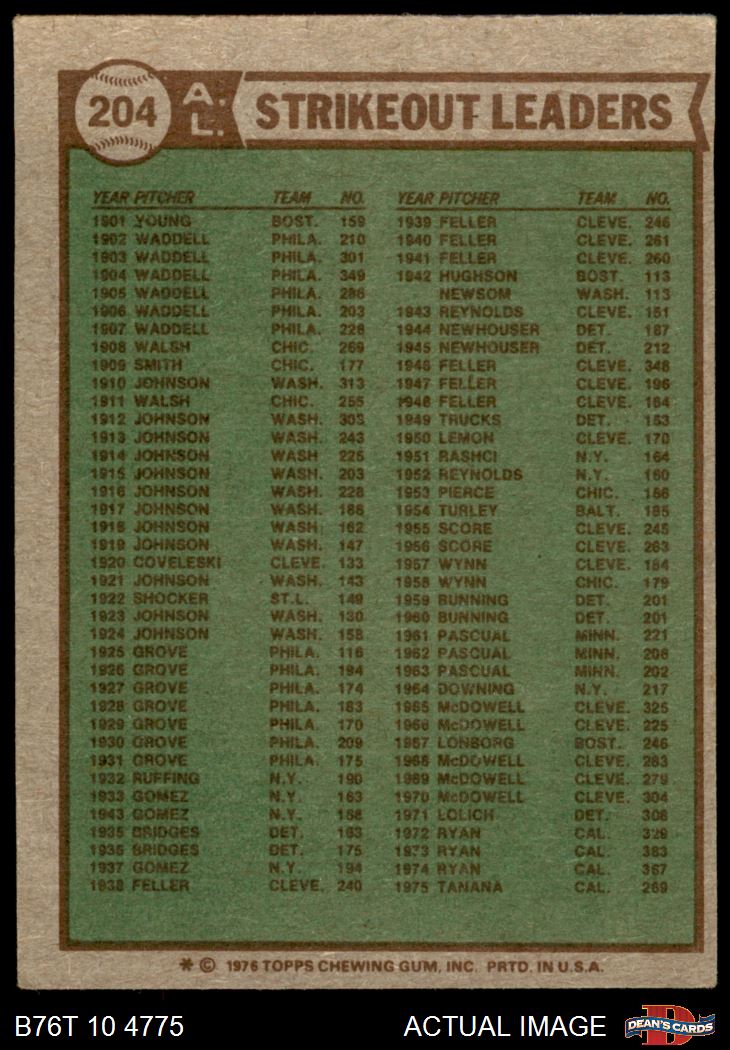 204 A.L. STRIKEOUT LEADERS
YEAR PITCHER TEAM NO.
1901 YOUNG BOST. 159
1902 WADDELL PHILA. 210
1903 WADDELL PHILA. 301
1904 WADDELL PHILA. 349
1905 WADDELL PHILA. 286
1906 WADDELL PHILA. 203
1907 WADDELL PHILA. 226
1908 WALSH CHIC. 269
1909 SMITH CHIC. 177
1910 JOHNSON WASH. 313
1911 WALSH CHIC. 255
1912 JOHNSON WASH. 303
1913 JOHNSON WASH. 243
1914 JOHNSON WASH 225
1915 JOHNSON WASH. 203
1916 JOHNSON WASH. 228
1917 JOHNSON WASH. 188
1918 JOHNSON WASH. 162
1919 JOHNSON WASH. 147
1920 COVELESKI CLEVE. 133
1921 JOHNSON WASH. 143
1922 SHOCKER ST.L. 149
1923 JOHNSON WASH. 130
1924 JOHNSON WASH. 158
1925 GROVE PHILA. 116
1926 GROVE PHILA. 194
1927 GROVE PHILA. 174
1928 GROVE PHILA. 183
1929 GROVE PHILA. 170
1930 GROVE PHILA. 209
1931 GROVE PHILA. 175
1932 RUFFING N.Y. 190
1933 GOMEZ N.Y. 163
1943 GOMEZ N.Y. 158
1935 BRIDGES DET. 163
1936 BRIDGES DET. 175
1937 GOMEZ N.Y. 194
1938 FELLER CLEVE. 240
YEAR PITCHER TEAM NO.
1939 FELLER CLEVE. 246
1940 FELLER CLEVE. 261
1941 FELLER CLEVE. 260
1942 HUGHSON BOST. 113
NEWSOM WASH. 113
1943 REYNOLDS CLEVE. 151
1944 NEWHOUSER DET. 187
1945 NEWHOUSER DET. 212
1946 FELLER CLEVE. 348
1947 FELLER CLEVE. 196
1948 FELLER CLEVE. 164
1949 TRUCKS DET. 153
1950 LEMON CLEVE. 170
1951 RASHCI N.Y. 164
1952 REYNOLDS N.Y. 160
1953 PIERCE CHIC. 186
1954 TURLEY BALT. 185
1955 SCORE CLEVE. 245
1956 SCORE CLEVE. 263
1957 WYNN CLEVE. 184
1958 WYNN CHIC. 179
1959 BUNNING DET. 201
1960 BUNNING DET. 201
1961 PASCUAL MINN. 221
1962 PASCUAL MINN. 206
1963 PASCUAL MINN. 202
1964 DOWNING N.Y. 217
1965 McDOWELL CLEVE. 325
1966 McDOWELL CLEVE. 225
1967 LONBORG BOST. 246
1968 McDOWELL CLEVE. 283
1969 McDOWELL CLEVE. 279
1970 McDOWELL CLEVE. 304
1971 LOLICH DET. 308
1972 RYAN CAL. 329
1973 RYAN CAL. 383
1974 RYAN CAL. 367
1975 TANANA CAL. 269
* © 1976 TOPPS CHEWING GUM, INC. PRTD. IN U.S.A.
B76T 10 4775 ACTUAL IMAGE D DEAN'S CARDS